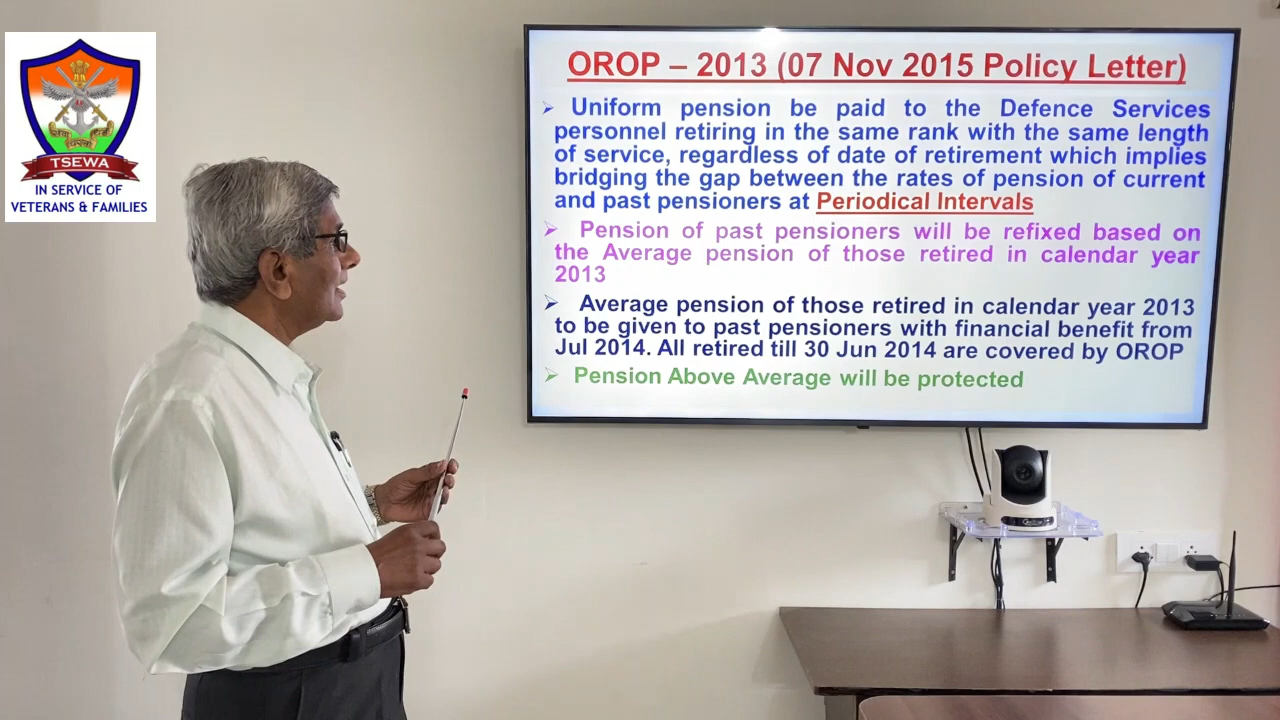 TSEWA
IN SERVICE OF
VETERANS & FAMILIES
OROP – 2013 (07 Nov 2015 Policy Letter)
➢ Uniform pension be paid to the Defence Services
personnel retiring in the same rank with the same length
of service, regardless of date of retirement which implies
bridging the gap between the rates of pension of current
and past pensioners at Periodical Intervals
➢ Pension of past pensioners will be refixed based on
the Average pension of those retired in calendar year
2013
➢ Average pension of those retired in calendar year 2013
to be given to past pensioners with financial benefit from
Jul 2014. All retired till 30 Jun 2014 are covered by OROP
➢ Pension Above Average will be protected